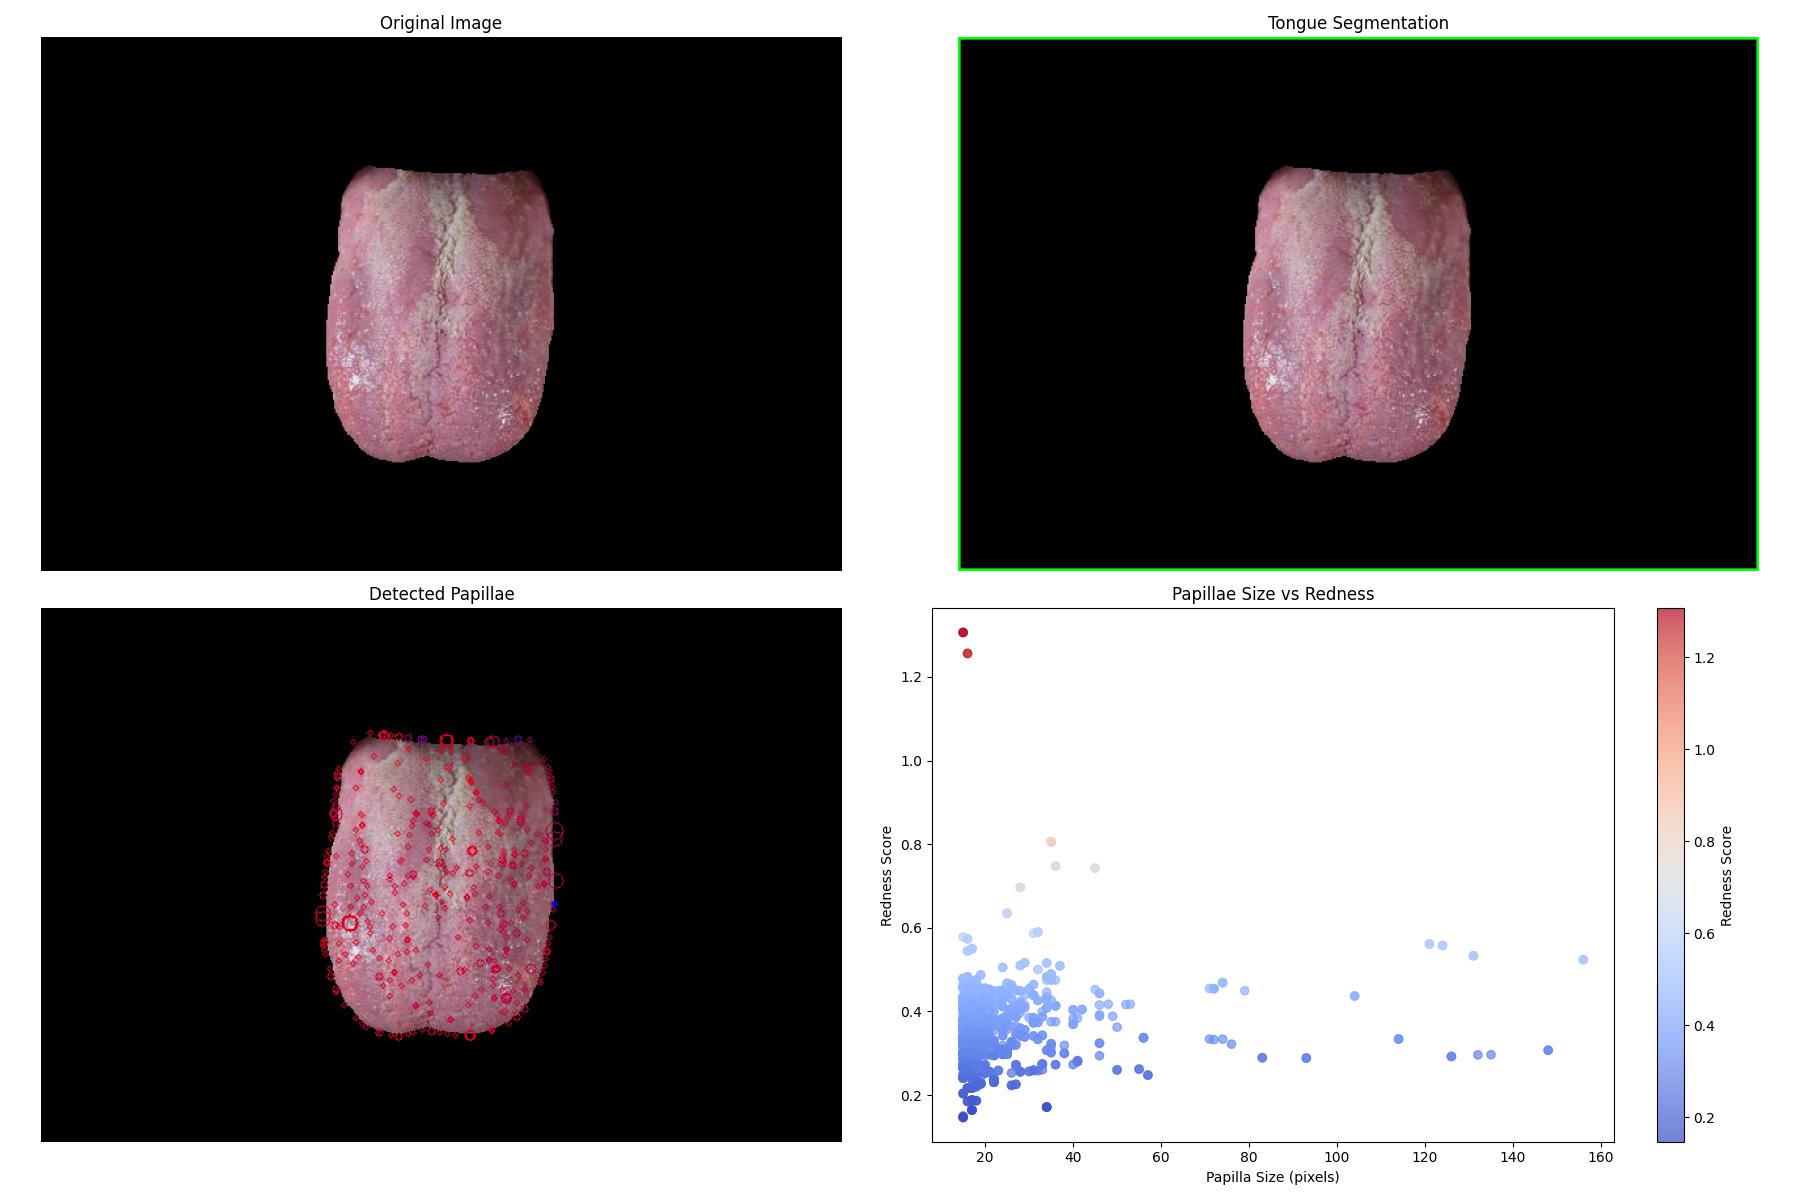 Original Image
Tongue Segmentation
Detected Papillae
Papillae Size vs Redness
Redness Score
1.2
1.0
0.8
0.6
0.4
0.2
20 40 60 80 100 120 140 160
Papilla Size (pixels)
1.2
1.0
0.8
0.6
0.4
0.2
Redness Score